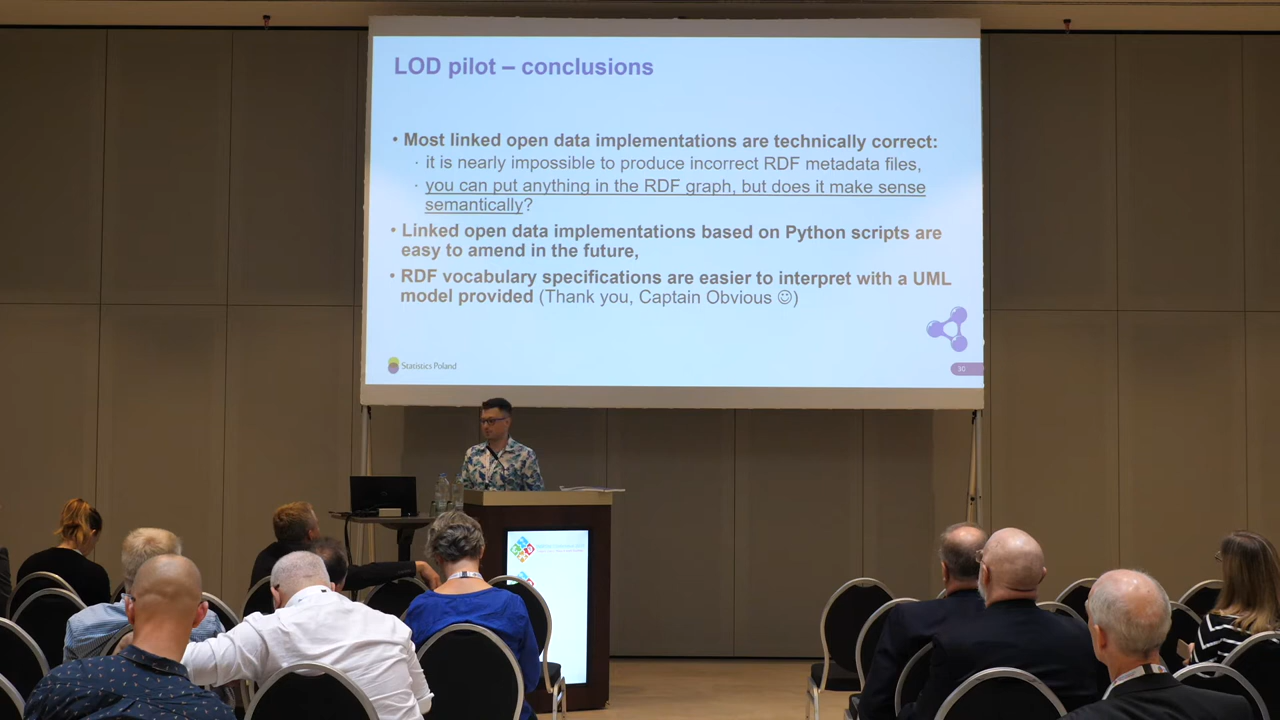 LOD pilot – conclusions
• Most linked open data implementations are technically correct:
· it is nearly impossible to produce incorrect RDF metadata files,
· you can put anything in the RDF graph, but does it make sense
semantically?
• Linked open data implementations based on Python scripts are
easy to amend in the future,
• RDF vocabulary specifications are easier to interpret with a UML
model provided (Thank you, Captain Obvious ☺)
Statistics Poland
30